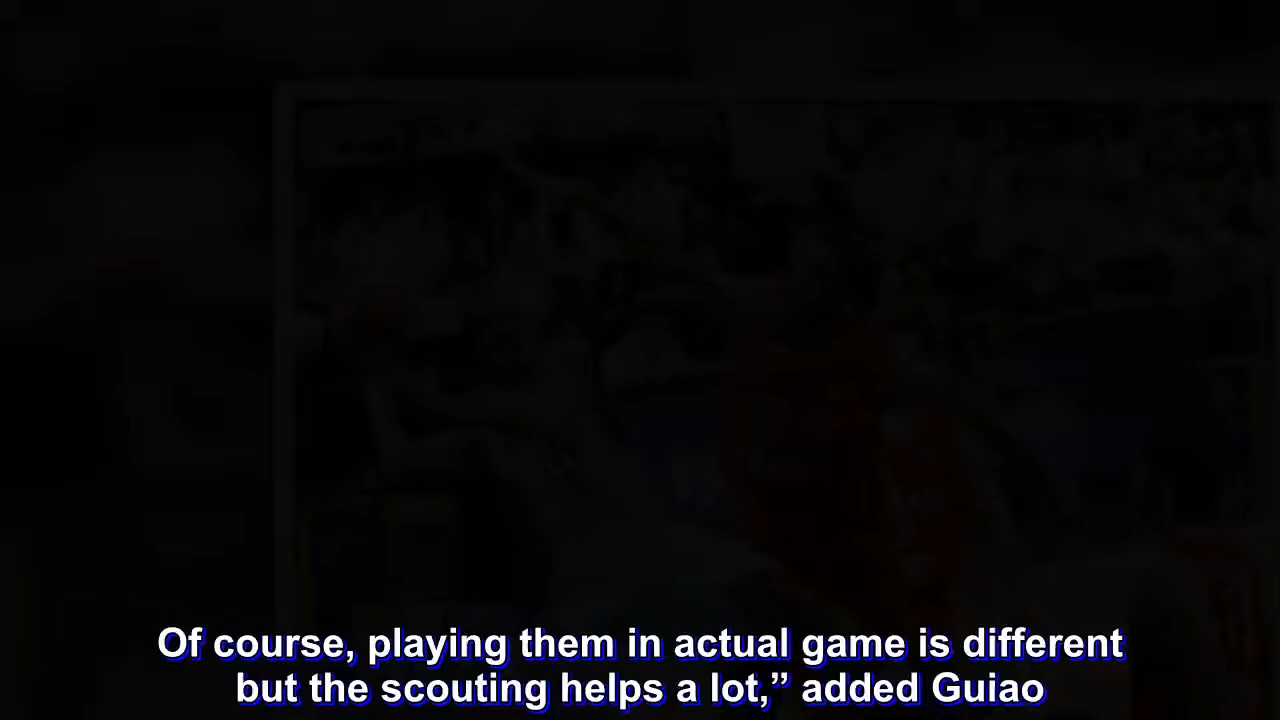 Of course, playing them in actual game is different
but the scouting helps a lot,” added Guiao